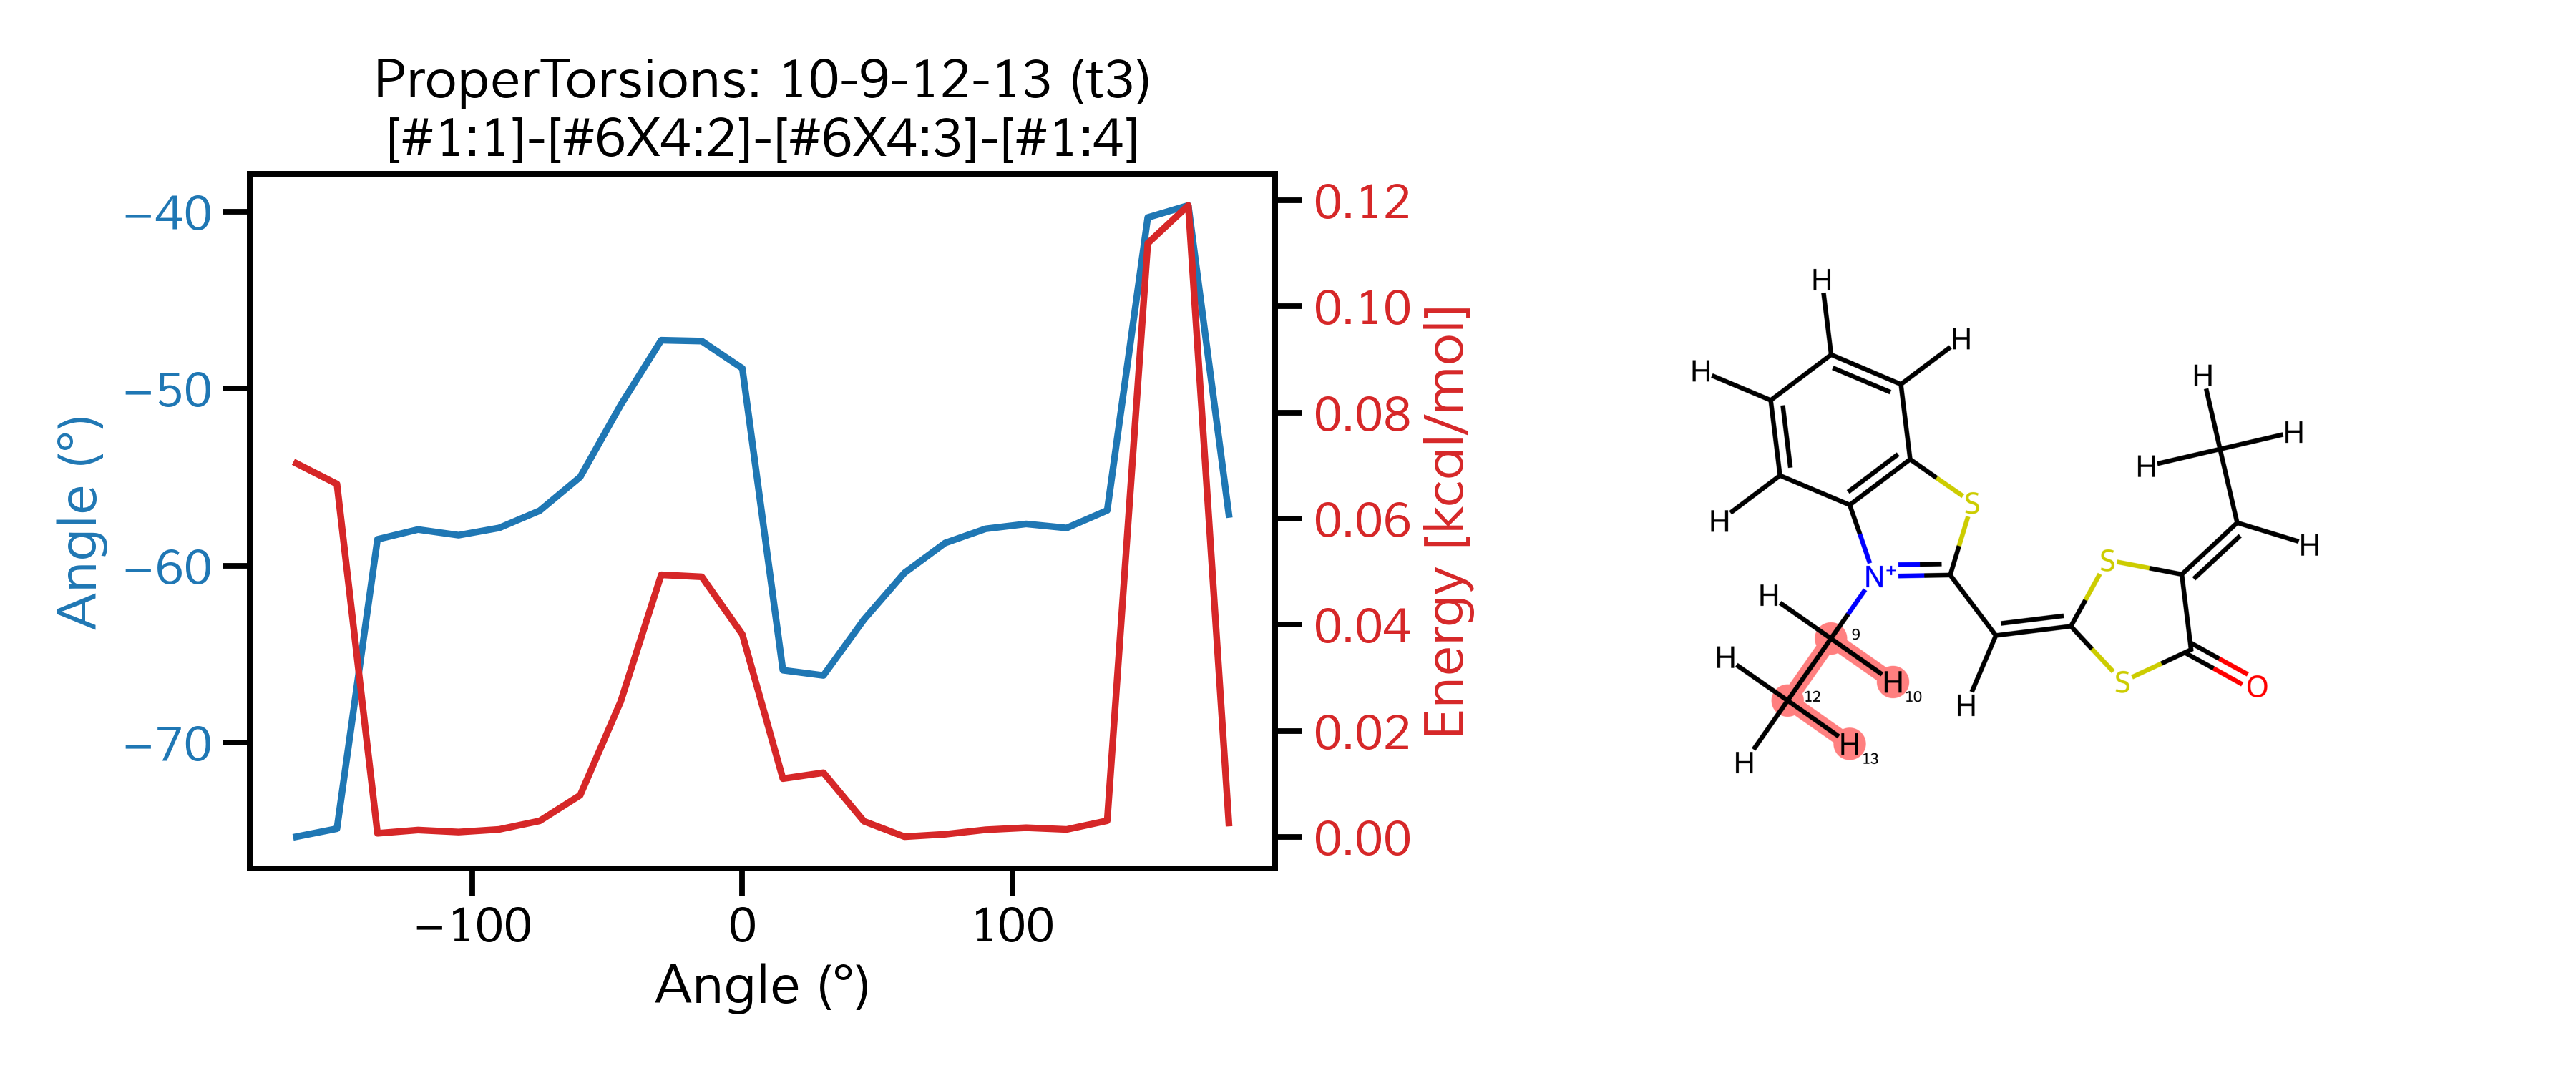 ProperTorsions: 10-9-12-13 (t3)
[#1:1]-[#6X4:2]-[#6X4:3]-[#1:4]
−40
−50
−60
−70
Angle (°)
0.12
0.10
0.08
0.06
0.04
0.02
0.00
Energy [kcal/mol]
−100
0
100
Angle (°)
H
H
H
H
H
H
H
S
H
H
S
N+
H
9
H
H 10
S
O
12
H
H 13
H